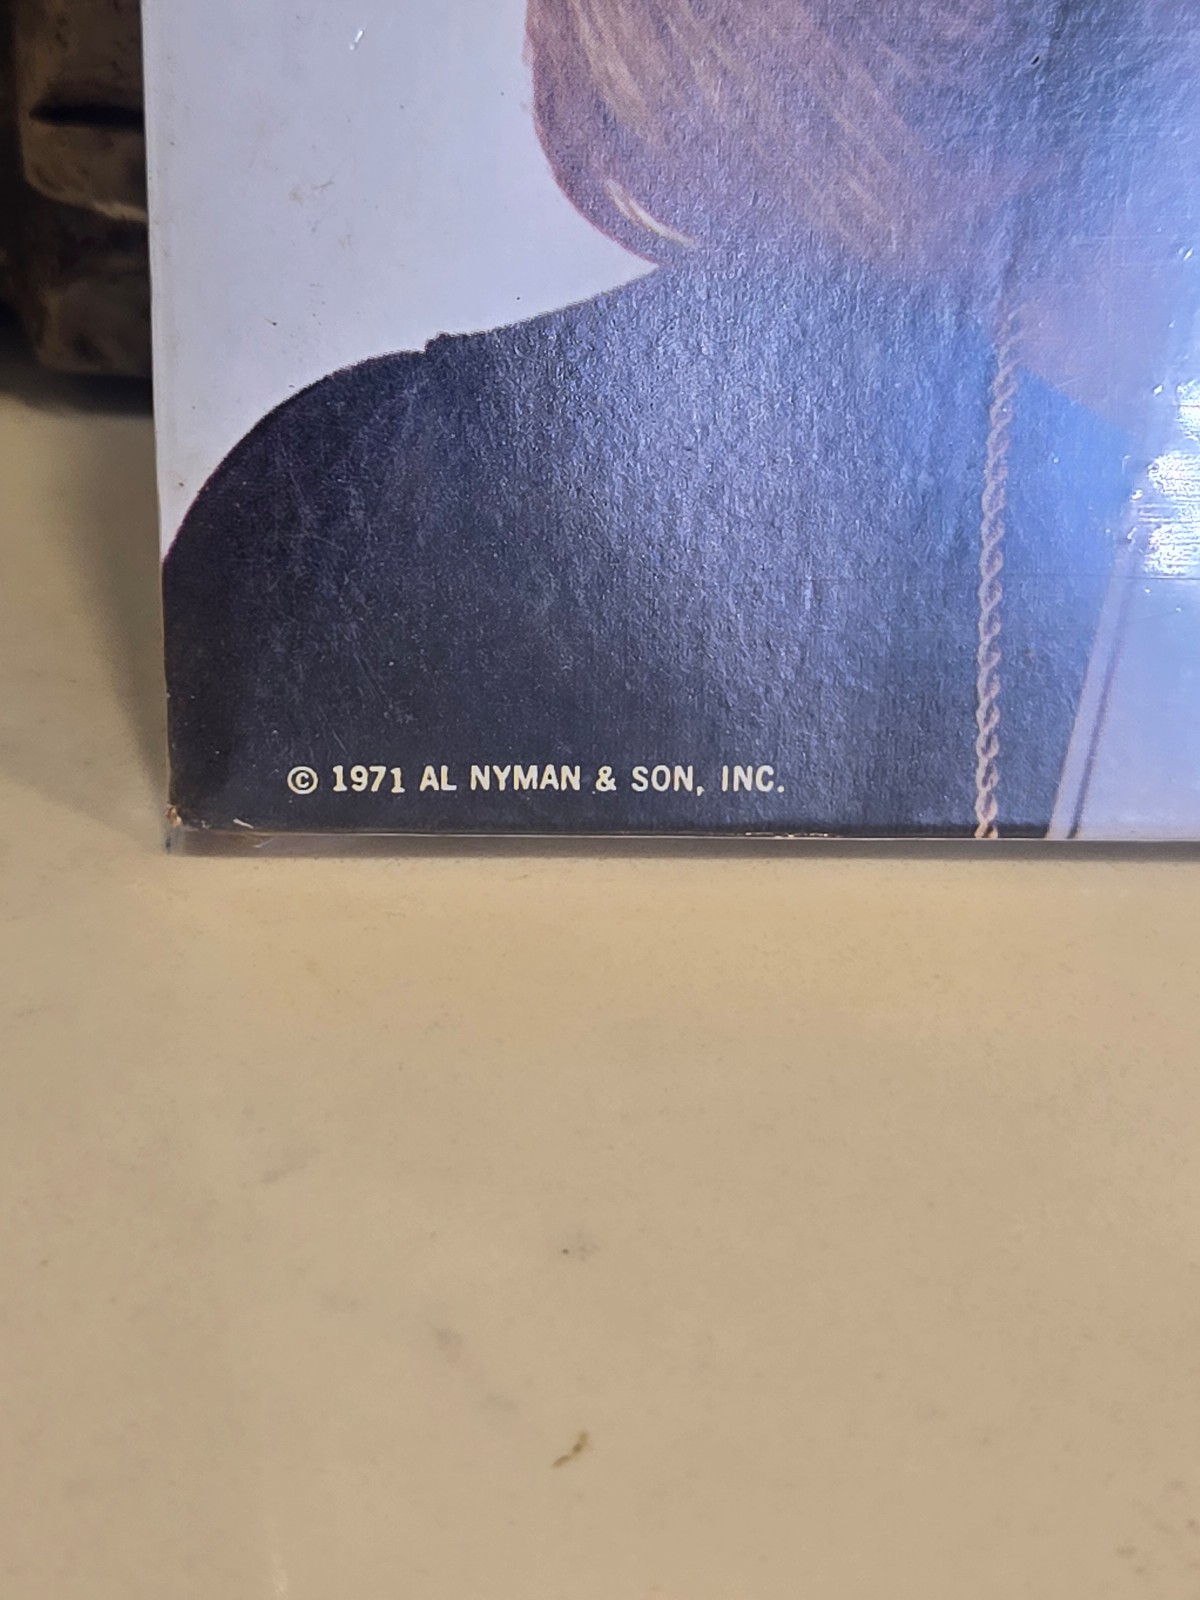 © 1971 AL NYMAN & SON, INC.